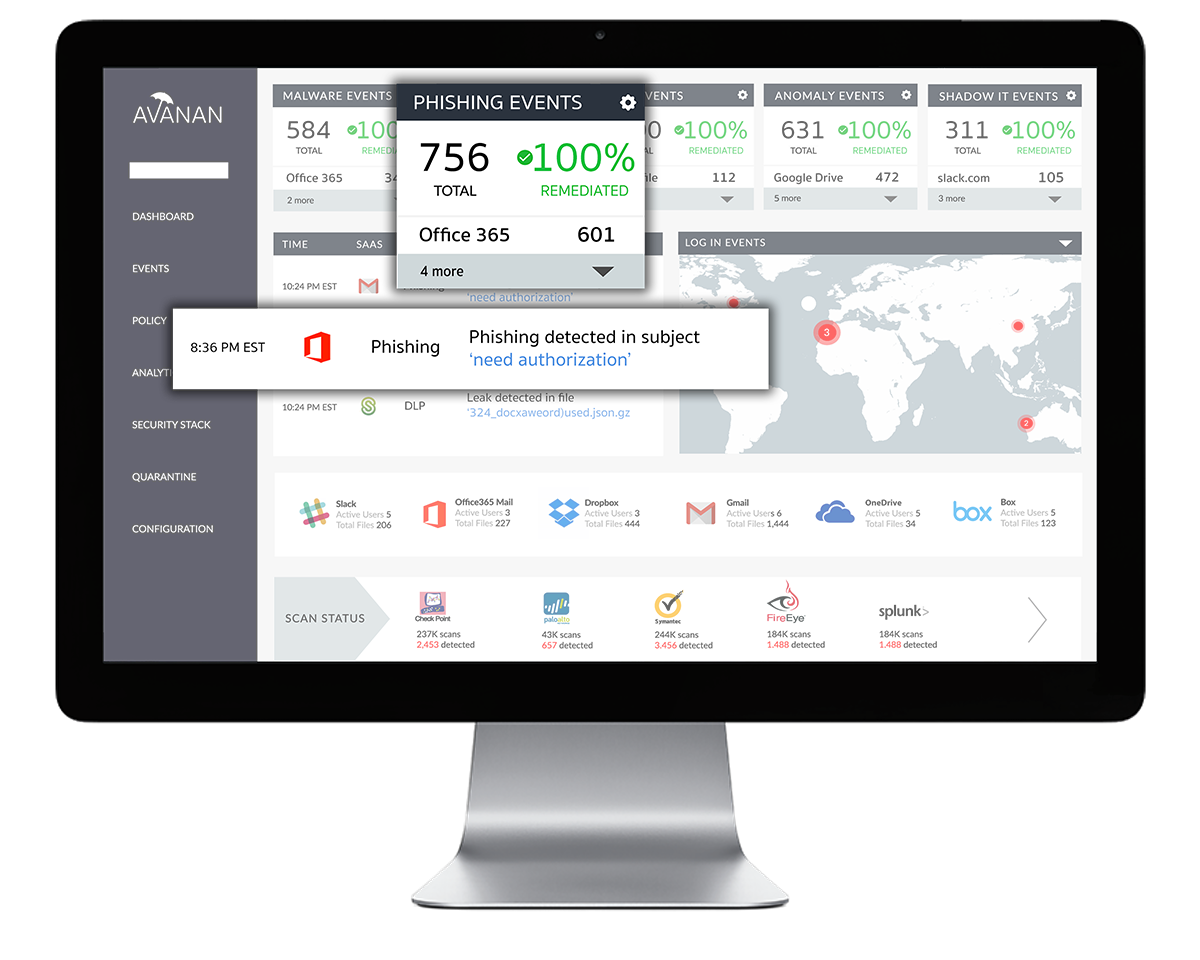 AVANAN
DASHBOARD
EVENTS
POLICY
ANALYTI
SECURITY STACK
QUARANTINE
CONFIGURATION
MALWARE EVENTS
584
100
TOTAL
REMEDI
Office 365
34
2 more
PHISHING EVENTS
756
100%
TOTAL
REMEDIATED
Office 365
601
4 more
VENTS
0
100%
AL
REMEDIATED
file
112
ANOMALY EVENTS
631
100%
TOTAL
REMEDIATED
Google Drive
472
5 more
SHADOW IT EVENTS
311
100%
TOTAL
REMEDIATED
slack.com
105
3 more
TIME
SAAS
10:24 PM EST
Phishing
'need authorization'
8:36 PM EST
Phishing
Phishing detected in subject
‘need authorization’
10:24 PM EST
DLP
Leak detected in file
'324_docxaweord)used.json.gz
LOG IN EVENTS
3
2
Slack
Active Users 5
Total Files 206
Office365 Mail
Active Users 3
Total Files 227
Dropbox
Active Users 3
Total Files 444
Gmail
Active Users 6
Total Files 1,444
OneDrive
Active Users 5
Total Files 34
box
Box
Active Users 5
Total Files 123
SCAN STATUS
Check Point
237K scans
2,453 detected
paloalto
43K scans
657 detected
Symantec
244K scans
3,456 detected
FireEye
184K scans
1.488 detected
splunk>
184K scans
1.488 detected